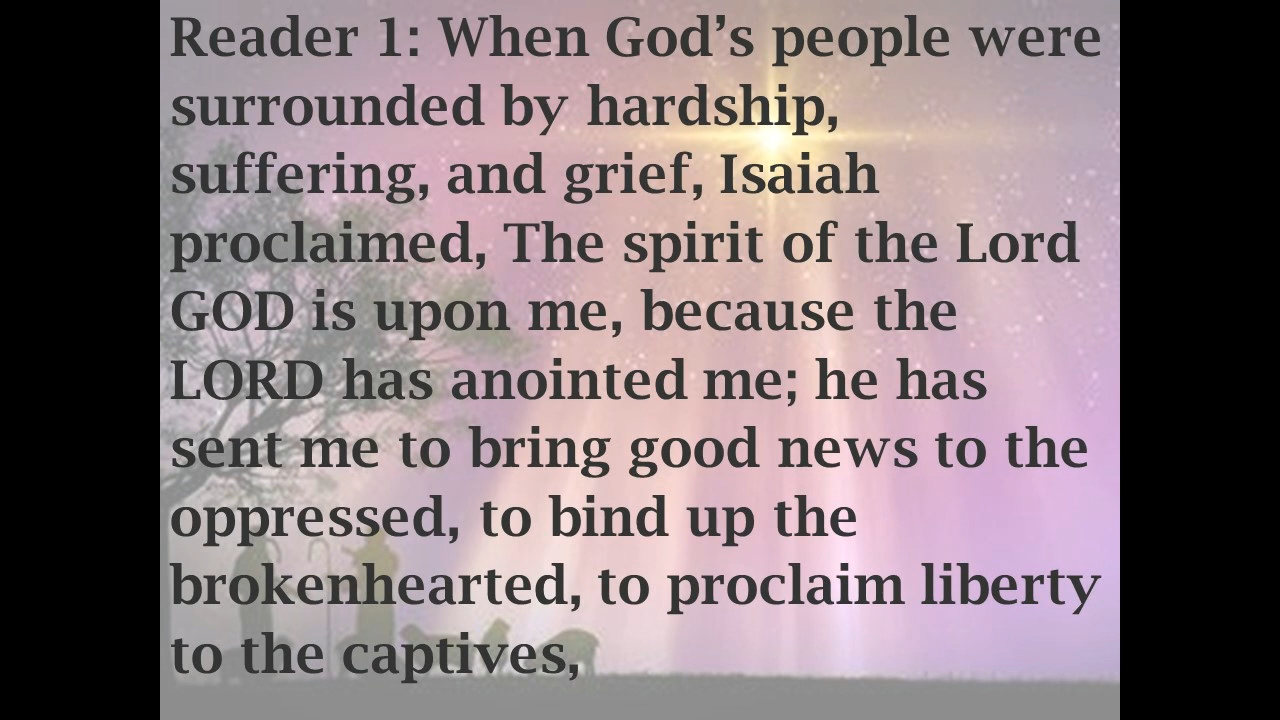 Reader 1: When God’s people were
surrounded by hardship,
suffering, and grief, Isaiah
proclaimed, The spirit of the Lord
GOD is upon me, because the
LORD has anointed me; he has
sent me to bring good news to the
oppressed, to bind up the
brokenhearted, to proclaim liberty
to the captives,